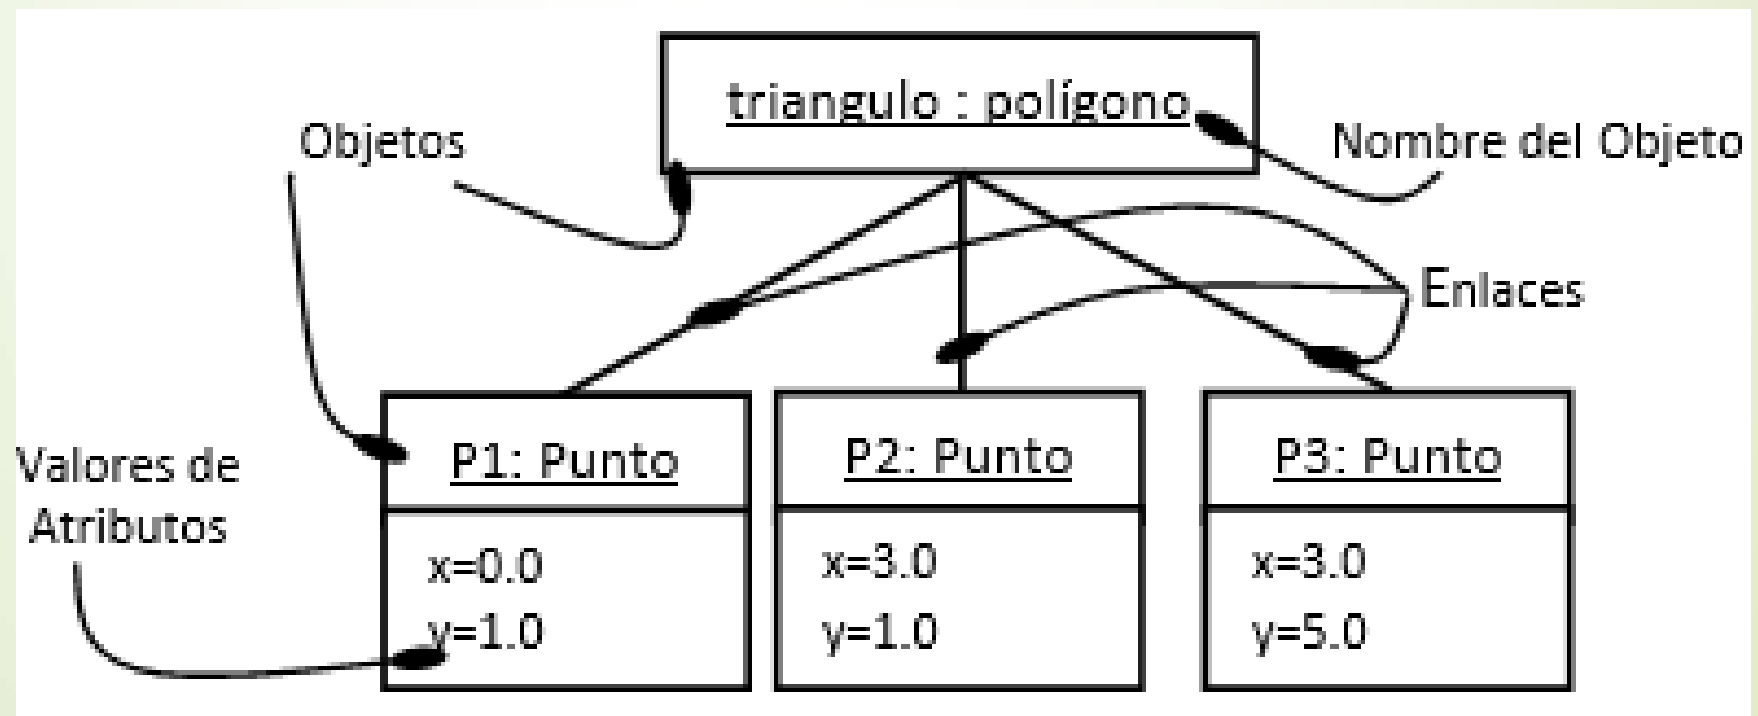 triangulo : polígono
Objetos
Nombre del Objeto
Enlaces
P1: Punto
P2: Punto
P3: Punto
Valores de
Atributos
x=0.0
y=1.0
x=3.0
y=1.0
x=3.0
y=5.0